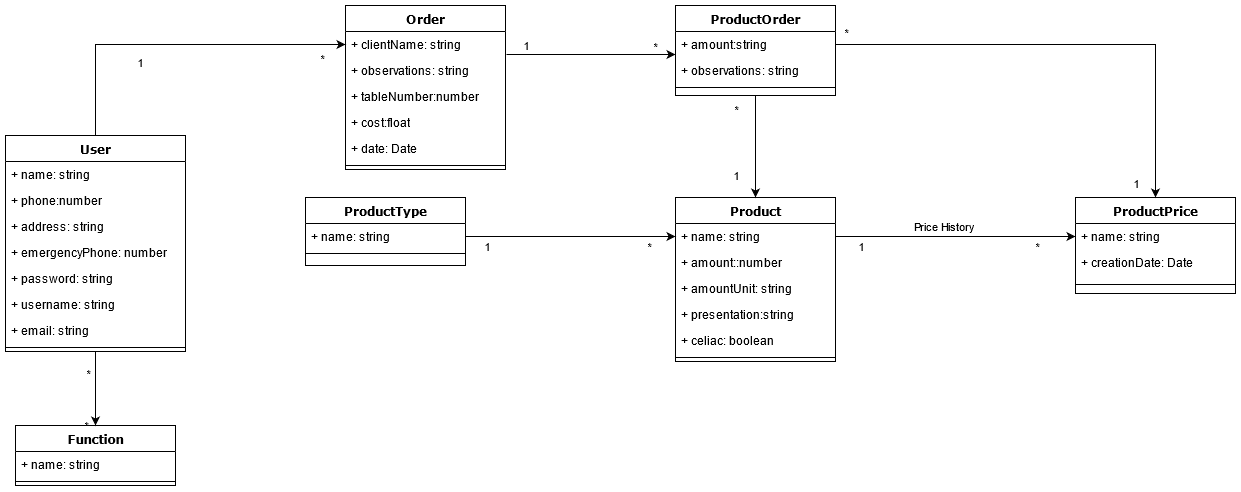 Order
+ clientName: string
+ observations: string
+ tableNumber:number
+ cost:float
+ date: Date
ProductOrder
+ amount:string
+ observations: string
1
*
1
*
*
1
*
1
User
+ name: string
+ phone:number
+ address: string
+ emergencyPhone: number
+ password: string
+ username: string
+ email: string
ProductType
+ name: string
1
*
Product
+ name: string
+ amount::number
+ amountUnit: string
+ presentation:string
+ celiac: boolean
Price History
1
*
ProductPrice
+ name: string
+ creationDate: Date
*
*
Function
+ name: string